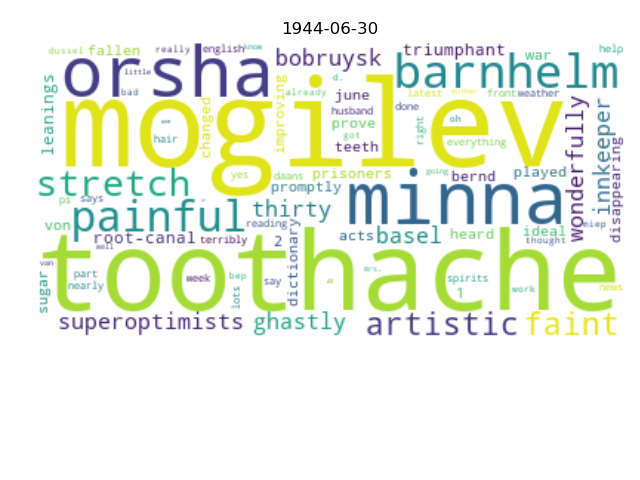 1944-06-30
dussel fallen really english know triumphant war help
orsha bobruysk barnhelm
little bad already d. latest mother weather front
leanings mogilev changed improving june husband done
hair got teeth prove right oh everything wonderfully innkeeper disappearing
yes daans prisoners going bernd played
stretch promptly minna
ps says painful thirty
von root-canal terribly reading 2 dictionary acts basel heard ideal thought miep
well
van toothache
sugar part nearly week bep lots say all mrs. spirits 1 work news
superoptimists ghastly artistic faint